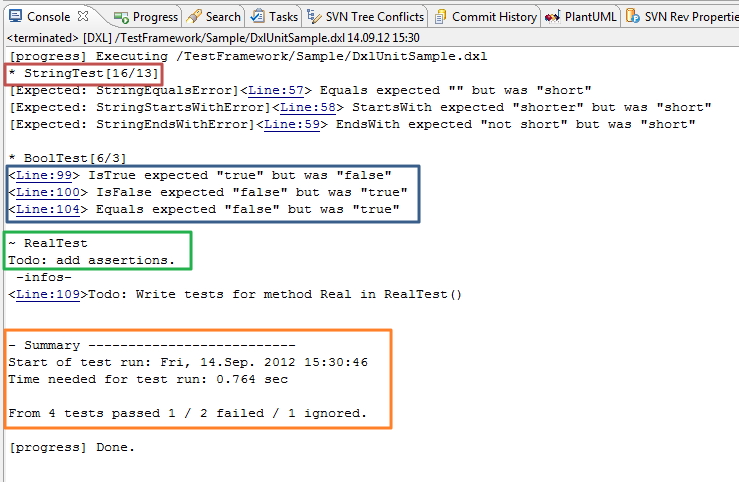 Console Progress Search Tasks SVN Tree Conflicts Commit History PlantUML SVN Rev Propertie
<terminated> [DXL] /TestFramework/Sample/DxlUnitSample.dxl 14.09.12 15:30
[progress] Executing /TestFramework/Sample/DxlUnitSample.dxl
* StringTest[16/13]
[Expected: StringEqualsError]<Line:57> Equals expected "" but was "short"
[Expected: StringStartsWithError]<Line:58> StartsWith expected "shorter" but was "short"
[Expected: StringEndsWithError]<Line:59> EndsWith expected "not short" but was "short"
* BoolTest[6/3]
<Line:99> IsTrue expected "true" but was "false"
<Line:100> IsFalse expected "false" but was "true"
<Line:104> Equals expected "false" but was "true"
~ RealTest
Todo: add assertions.
-infos-
<Line:109>Todo: Write tests for method Real in RealTest()
- Summary --------------------------
Start of test run: Fri, 14.Sep. 2012 15:30:46
Time needed for test run: 0.764 sec
From 4 tests passed 1 / 2 failed / 1 ignored.
[progress] Done.